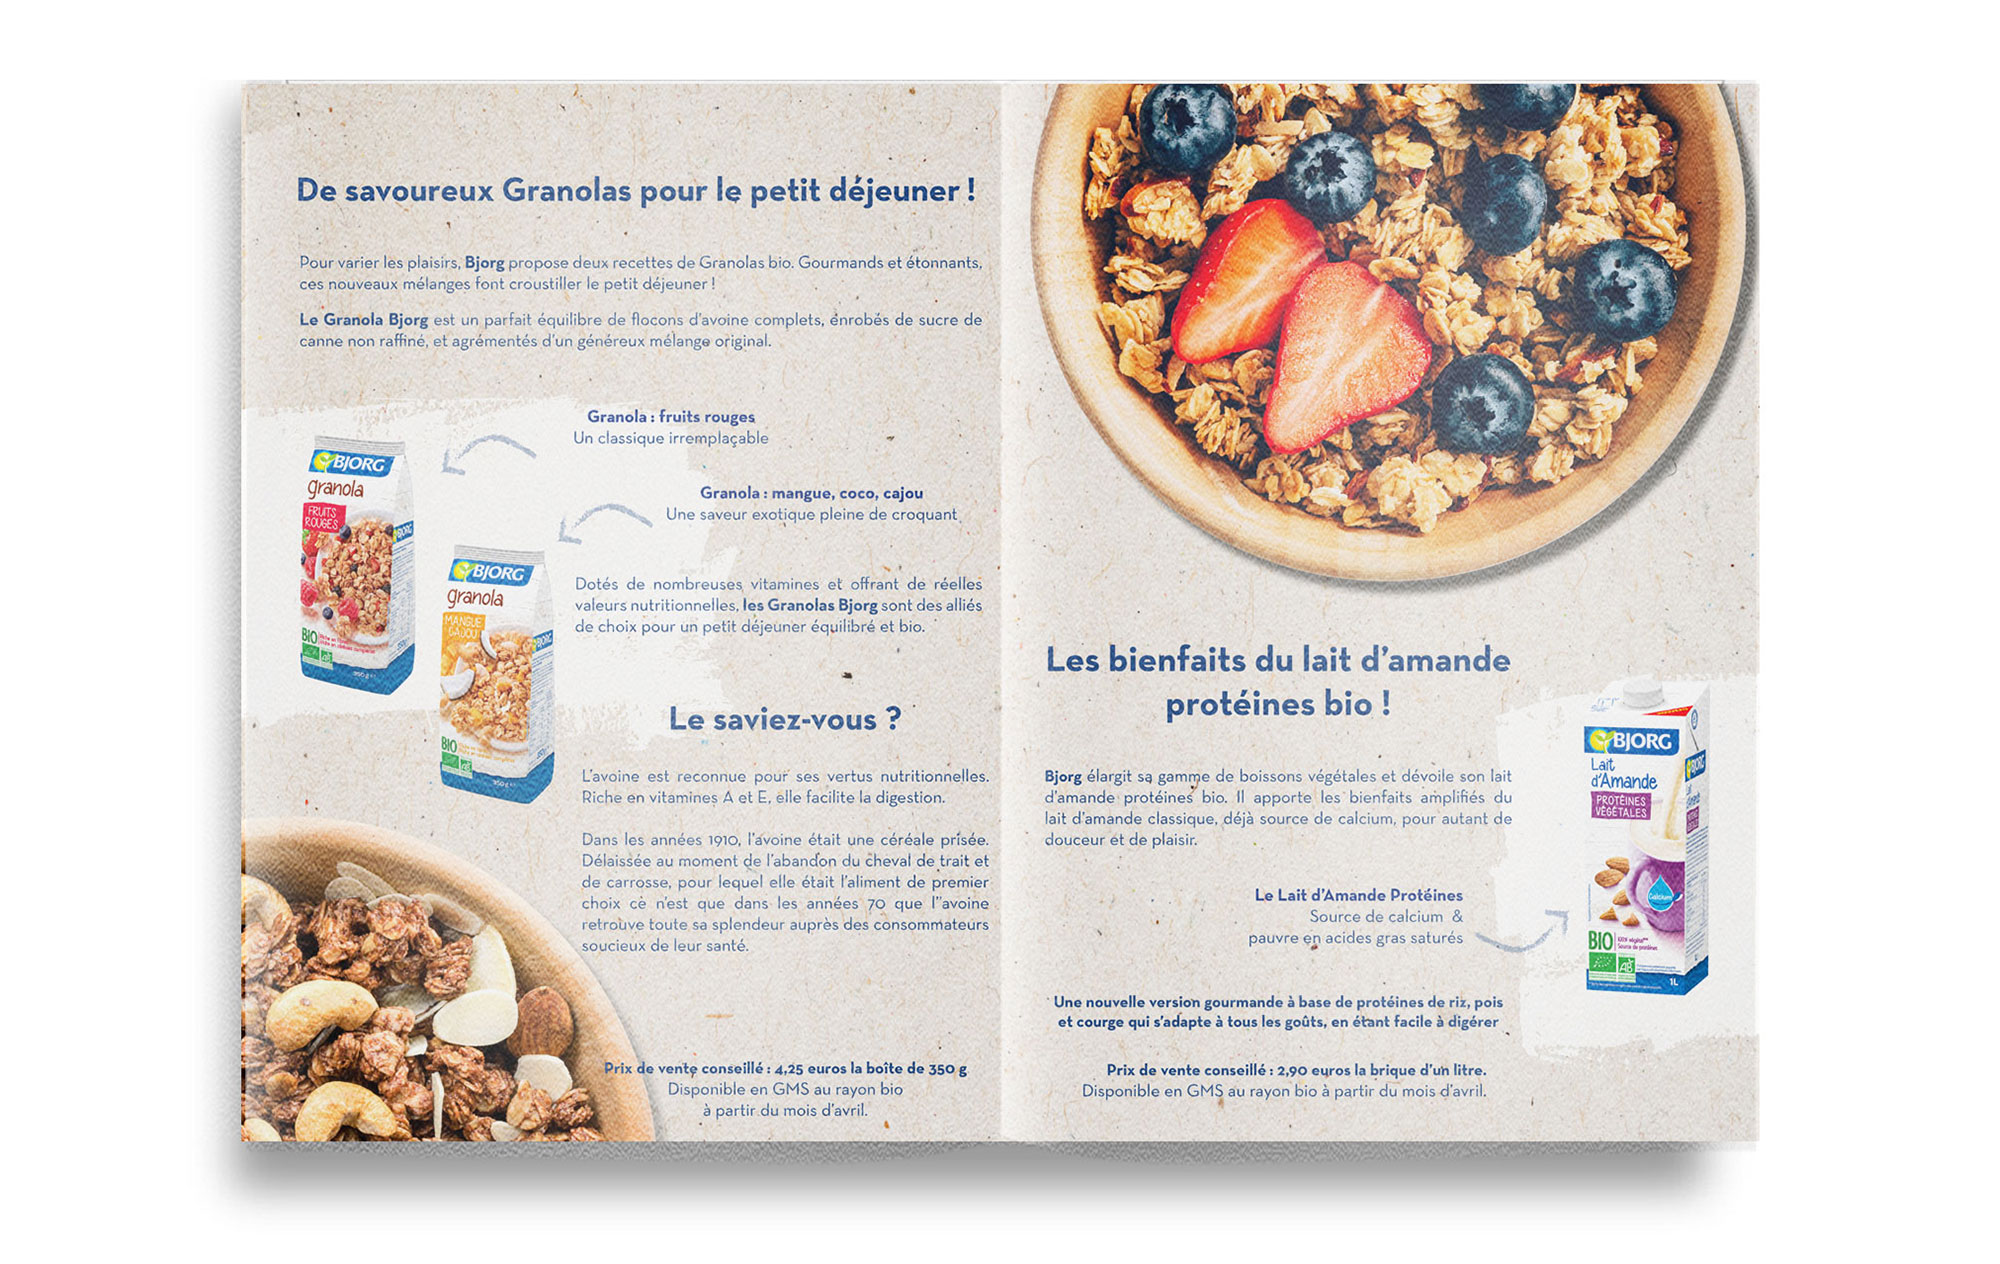 De savoureux Granolas pour le petit déjeuner !
Pour varier les plaisirs, Bjorg propose deux recettes de Granolas bio. Gourmands et étonnants,
ces nouveaux mélanges font croustiller le petit déjeuner !
Le Granola Bjorg est un parfait équilibre de flocons d'avoine complets, énrobés de sucre de
canne non raffiné, et agrémentés d'un généreux mélange original.
Granola : fruits rouges
Un classique irremplaçable
Granola : mangue, coco, cajou
Une saveur exotique pleine de croquant
BJORG
granola
FRUITS
ROUGES
BJORG
BIO
350 g
BJORG
granola
MANGUE
CAJOU
BJORG
BIO
350 g
Dotés de nombreuses vitamines et offrant de réelles
valeurs nutritionnelles, les Granolas Bjorg sont des alliés
de choix pour un petit déjeuner équilibré et bio.
Le saviez-vous ?
L'avoine est reconnue pour ses vertus nutritionnelles.
Riche en vitamines A et E, elle facilite la digestion.
Dans les années 1910, l'avoine était une céréale prisée.
Délaissée au moment de l'abandon du cheval de trait et
de carrosse, pour lequel elle était l'aliment de premier
choix ce n'est que dans les années 70 que l''avoine
retrouve toute sa splendeur auprès des consommateurs
soucieux de leur santé.
Prix de vente conseillé : 4,25 euros la boîte de 350 g
Disponible en GMS au rayon bio
à partir du mois d'avril.
Les bienfaits du lait d'amande
protéines bio !
Bjorg élargit sa gamme de boissons végétales et dévoile son lait
d'amande protéines bio. Il apporte les bienfaits amplifiés du
lait d'amande classique, déjà source de calcium, pour autant de
douceur et de plaisir.
Le Lait d'Amande Protéines
Source de calcium &
pauvre en acides gras saturés
BJORG
Lait
d'Amande
PROTÉINES
VÉGÉTALES
BJORG
Calcium
BIO
AB
1L
Une nouvelle version gourmande à base de protéines de riz, pois
et courge qui s'adapte à tous les goûts, en étant facile à digérer
Prix de vente conseillé : 2,90 euros la brique d'un litre.
Disponible en GMS au rayon bio à partir du mois d'avril.